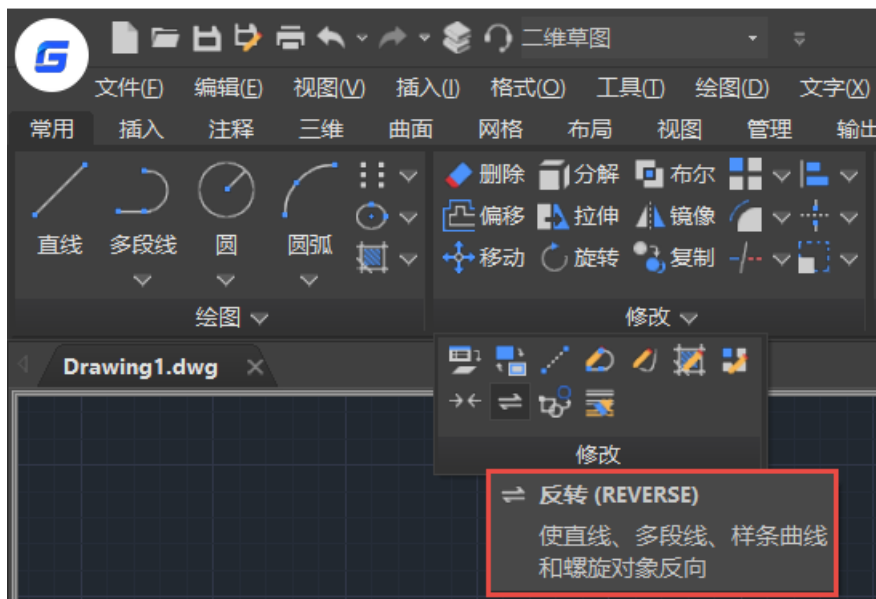 二维草图
文件(F) 编辑(E) 视图(V) 插入(I) 格式(O) 工具(T) 绘图(D) 文字(X)
常用 插入 注释 三维 曲面 网格 布局 视图 管理 输出
删除 分解 布尔
直线 多段线 圆 圆弧 偏移 拉伸 镜像
移动 旋转 复制
绘图 修改
Drawing1.dwg
修改
反转 (REVERSE)
使直线、多段线、样条曲线
和螺旋对象反向